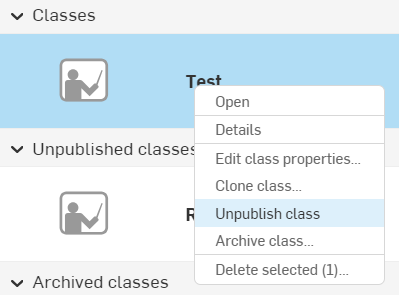 Classes
Test
Open
Details
Unpublished classes
Edit class properties...
Clone class...
Unpublish class
Archive class...
Archived classes
Delete selected (1)...